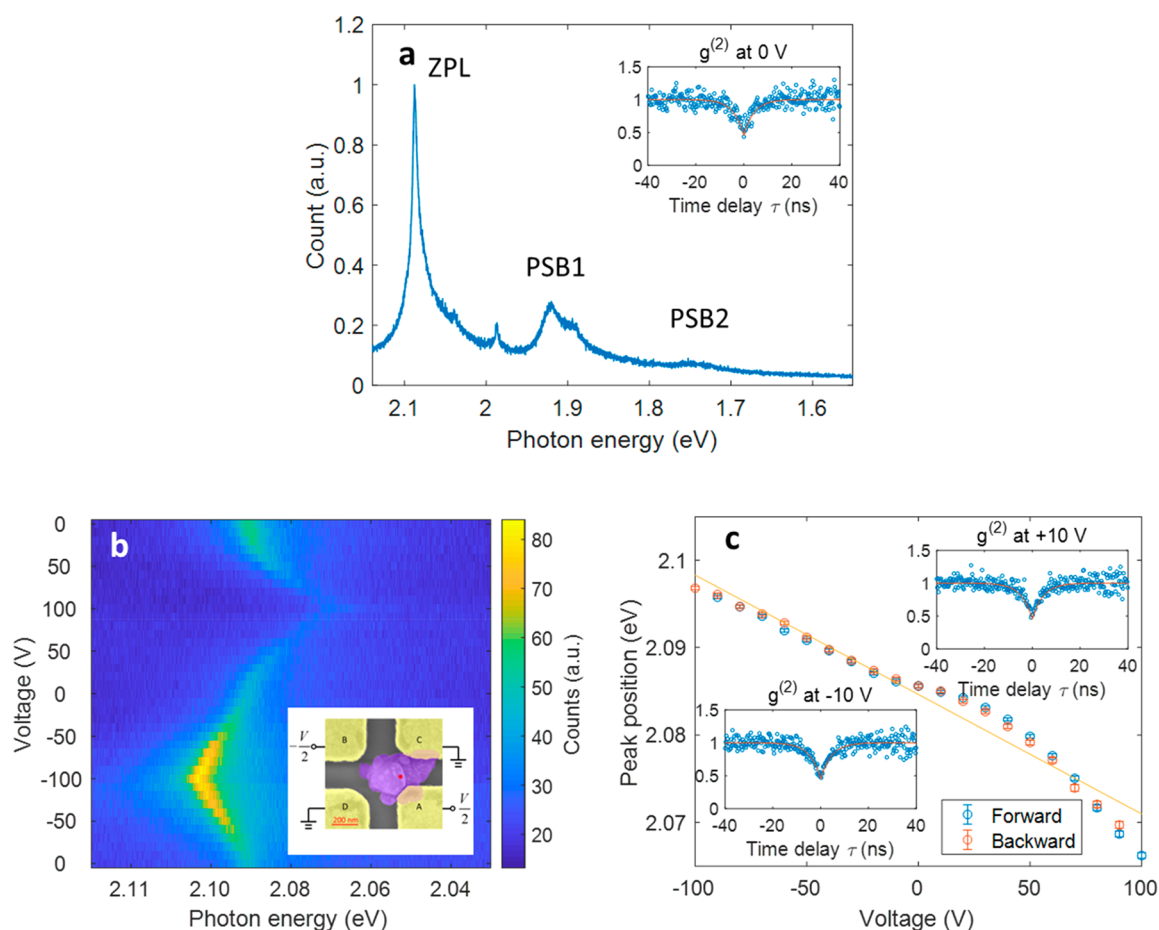 a
ZPL
PSB1
PSB2
Count (a.u.)
1.2
1
0.8
0.6
0.4
0.2
0
2.1 2 1.9 1.8 1.7 1.6
Photon energy (eV)
g(2) at 0 V
1.5
1
0.5
0
-40 -20 0 20 40
Time delay τ (ns)
b
Voltage (V)
0
50
100
50
0
-50
-100
-50
0
2.11 2.10 2.08 2.06 2.04
Photon energy (eV)
80
70
60
50
40
30
20
Counts (a.u.)
B C
D A
-V/2
V/2
200 nm
c
Peak position (eV)
2.1
2.09
2.08
2.07
-100 -50 0 50 100
Voltage (V)
g(2) at +10 V
1.5
1
0.5
0
-40 -20 0 20 40
Time delay τ (ns)
g(2) at -10 V
1.5
1
0.5
0
-40 -20 0 20 40
Time delay τ (ns)
Forward
Backward